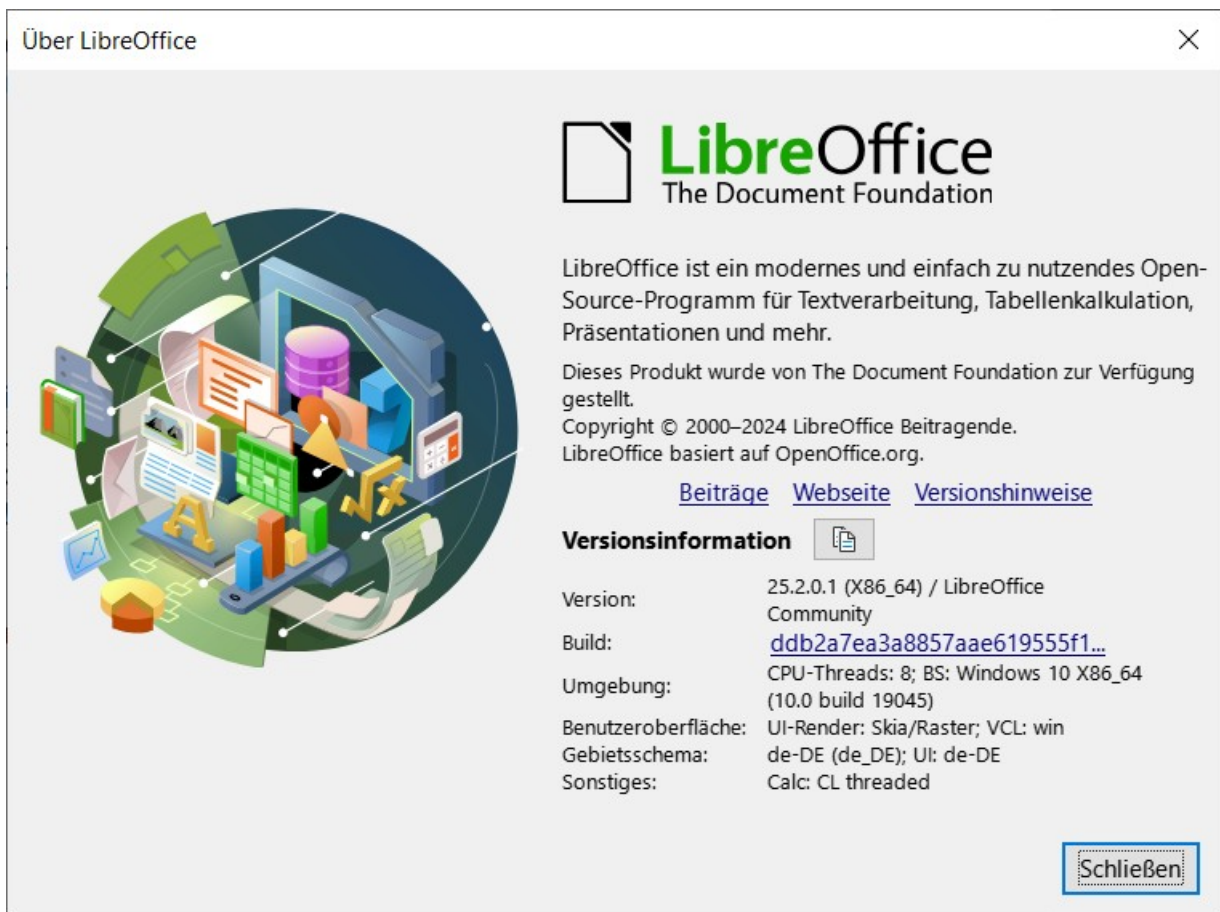 Über LibreOffice
LibreOffice
The Document Foundation
LibreOffice ist ein modernes und einfach zu nutzendes Open-
Source-Programm für Textverarbeitung, Tabellenkalkulation,
Präsentationen und mehr.
Dieses Produkt wurde von The Document Foundation zur Verfügung
gestellt.
Copyright © 2000–2024 LibreOffice Beitragende.
LibreOffice basiert auf OpenOffice.org.
Beiträge Webseite Versionshinweise
Versionsinformation
Version: 25.2.0.1 (X86_64) / LibreOffice
Community
Build: ddb2a7ea3a8857aae619555f1...
Umgebung: CPU-Threads: 8; BS: Windows 10 X86_64
(10.0 build 19045)
Benutzeroberfläche: UI-Render: Skia/Raster; VCL: win
Gebietsschema: de-DE (de_DE); UI: de-DE
Sonstiges: Calc: CL threaded
Schließen